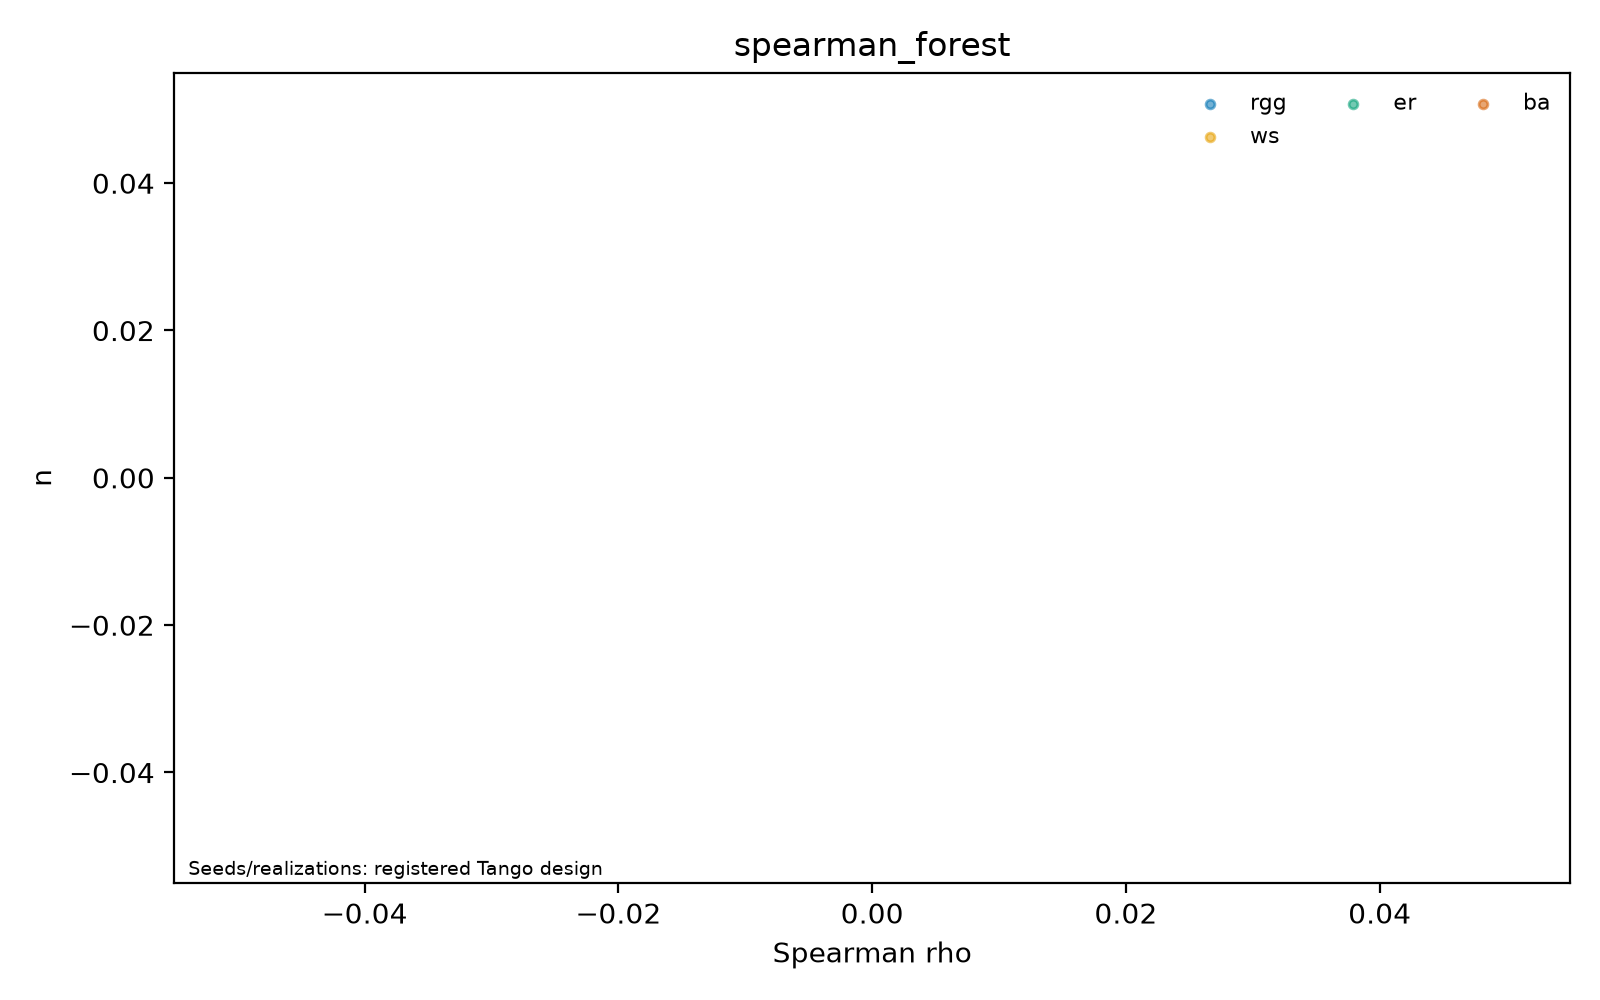 spearman_forest
rgg er ba
ws
0.04
0.02
0.00
−0.02
−0.04
n
Seeds/realizations: registered Tango design
−0.04 −0.02 0.00 0.02 0.04
Spearman rho